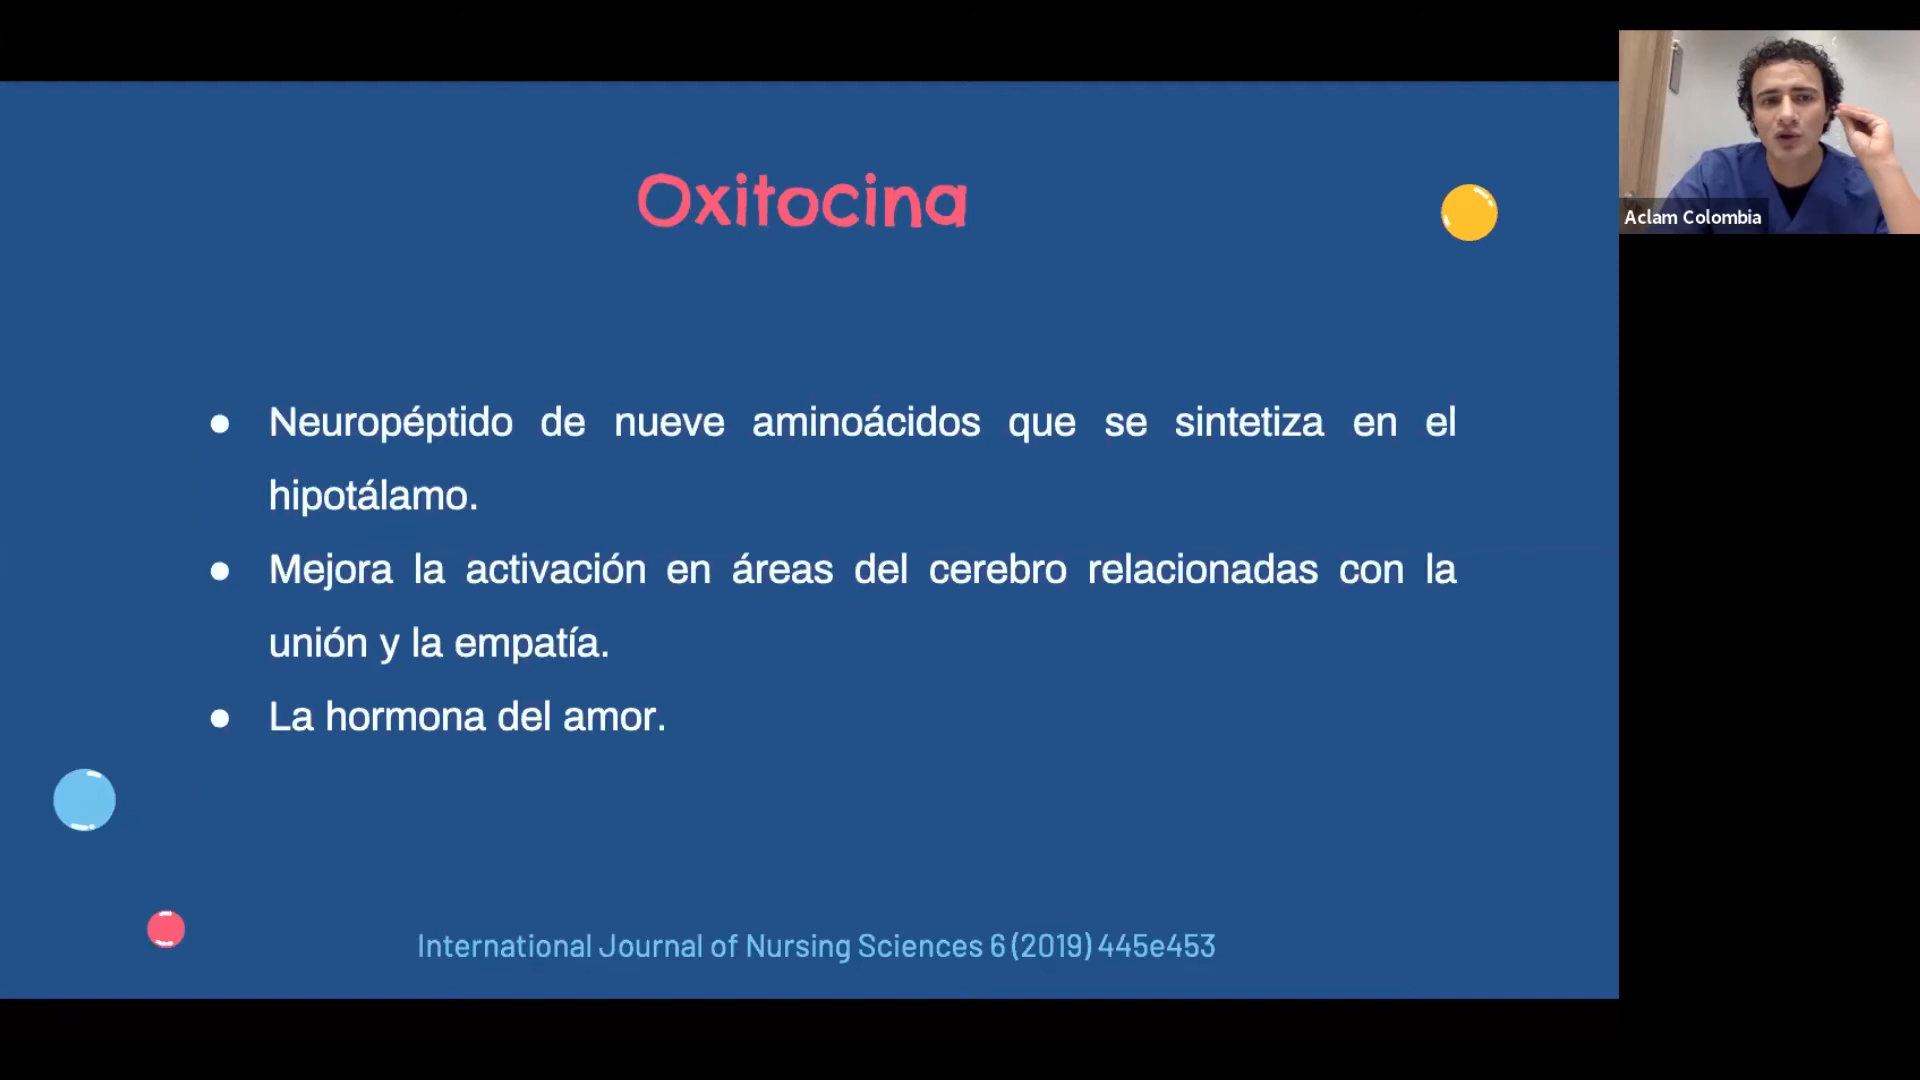 Oxitocina
● Neuropéptido de nueve aminoácidos que se sintetiza en el
hipotálamo.
● Mejora la activación en áreas del cerebro relacionadas con la
unión y la empatía.
● La hormona del amor.
International Journal of Nursing Sciences 6 (2019) 445e453
Aclam Colombia